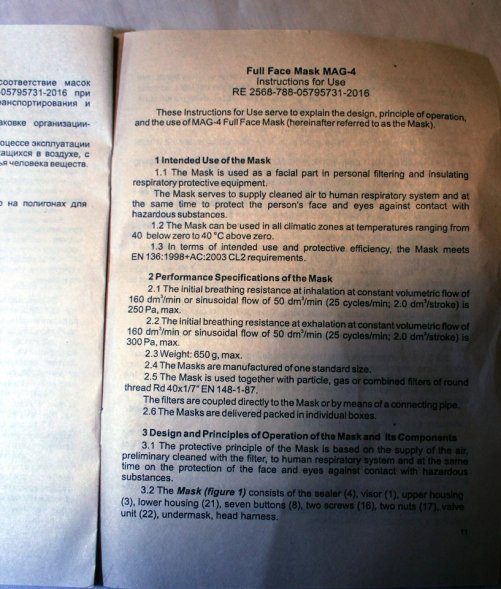 соответствие масок
-05795731-2016 при
транспортирования и
аковке организации-
оцессе эксплуатации
ащихся в воздухе, с
ья человека веществ.
е на полигонах для
Full Face Mask MAG-4
Instructions for Use
RE 2568-788-05795731-2016
These Instructions for Use serve to explain the design, principle of operation,
and the use of MAG-4 Full Face Mask (hereinafter referred to as the Mask).
1 Intended Use of the Mask
1.1 The Mask is used as a facial part in personal filtering and insulating
respiratory protective equipment.
The Mask serves to supply cleaned air to human respiratory system and at
the same time to protect the person's face and eyes against contact with
hazardous substances.
1.2 The Mask can be used in all climatic zones at temperatures ranging from
40 below zero to 40 °C above zero.
1.3 In terms of intended use and protective efficiency, the Mask meets
EN 136:1998+AC:2003 CL2 requirements.
2 Performance Specifications of the Mask
2.1 The initial breathing resistance at inhalation at constant volumetric flow of
160 dm³/min or sinusoidal flow of 50 dm³/min (25 cycles/min; 2.0 dm³/stroke) is
250 Pa, max.
2.2 The initial breathing resistance at exhalation at constant volumetric flow of
160 dm³/min or sinusoidal flow of 50 dm³/min (25 cycles/min; 2.0 dm³/stroke) is
300 Pa, max.
2.3 Weight: 650 g, max.
2.4 The Masks are manufactured of one standard size.
2.5 The Mask is used together with particle, gas or combined filters of round
thread Rd 40x1/7" EN 148-1-87.
The filters are coupled directly to the Mask or by means of a connecting pipe.
2.6 The Masks are delivered packed in individual boxes.
3 Design and Principles of Operation of the Mask and Its Components
3.1 The protective principle of the Mask is based on the supply of the air,
preliminary cleaned with the filter, to human respiratory system and at the same
time on the protection of the face and eyes against contact with hazardous
substances.
3.2 The Mask (figure 1) consists of the sealer (4), visor (1), upper housing
(3), lower housing (21), seven buttons (8), two screws (16), two nuts (17), valve
unit (22), undermask, head harness.
11